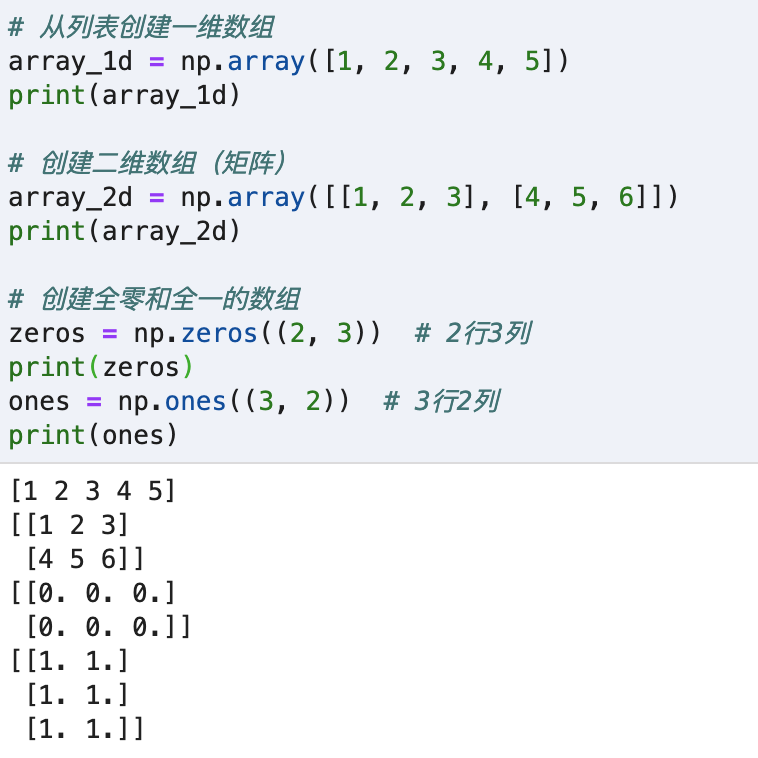 # 从列表创建一维数组
array_1d = np.array([1, 2, 3, 4, 5])
print(array_1d)

# 创建二维数组（矩阵）
array_2d = np.array([[1, 2, 3], [4, 5, 6]])
print(array_2d)

# 创建全零和全一的数组
zeros = np.zeros((2, 3))  # 2行3列
print(zeros)
ones = np.ones((3, 2))  # 3行2列
print(ones)
[1 2 3 4 5]
[[1 2 3]
 [4 5 6]]
[[0. 0. 0.]
 [0. 0. 0.]]
[[1. 1.]
 [1. 1.]
 [1. 1.]]